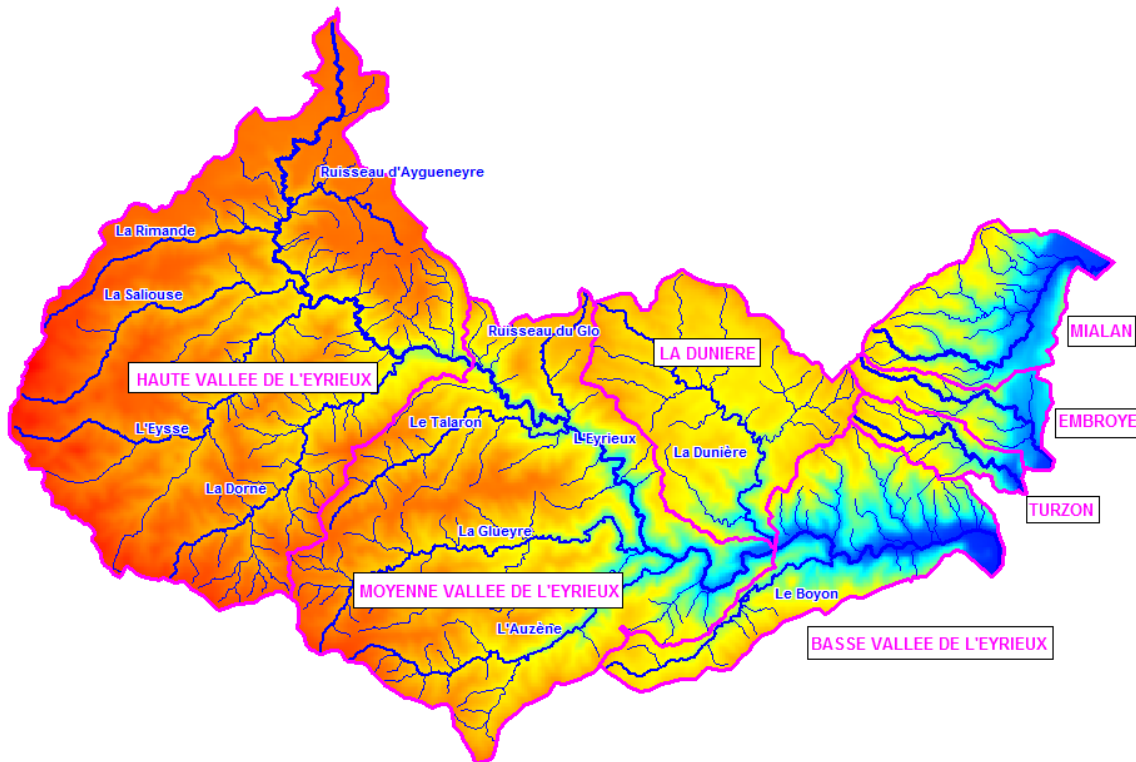 Ruisseau d'Aygueneyre
La Rimande
La Saliouse
Ruisseau du Glo
MIALAN
LA DUNIERE
HAUTE VALLEE DE L'EYRIEUX
Le Talaron
EMBROYE
L'Eysse
L'Eyrieux
La Dunière
La Dorne
TURZON
La Glueyre
MOYENNE VALLEE DE L'EYRIEUX
Le Boyon
L'Auzène
BASSE VALLEE DE L'EYRIEUX